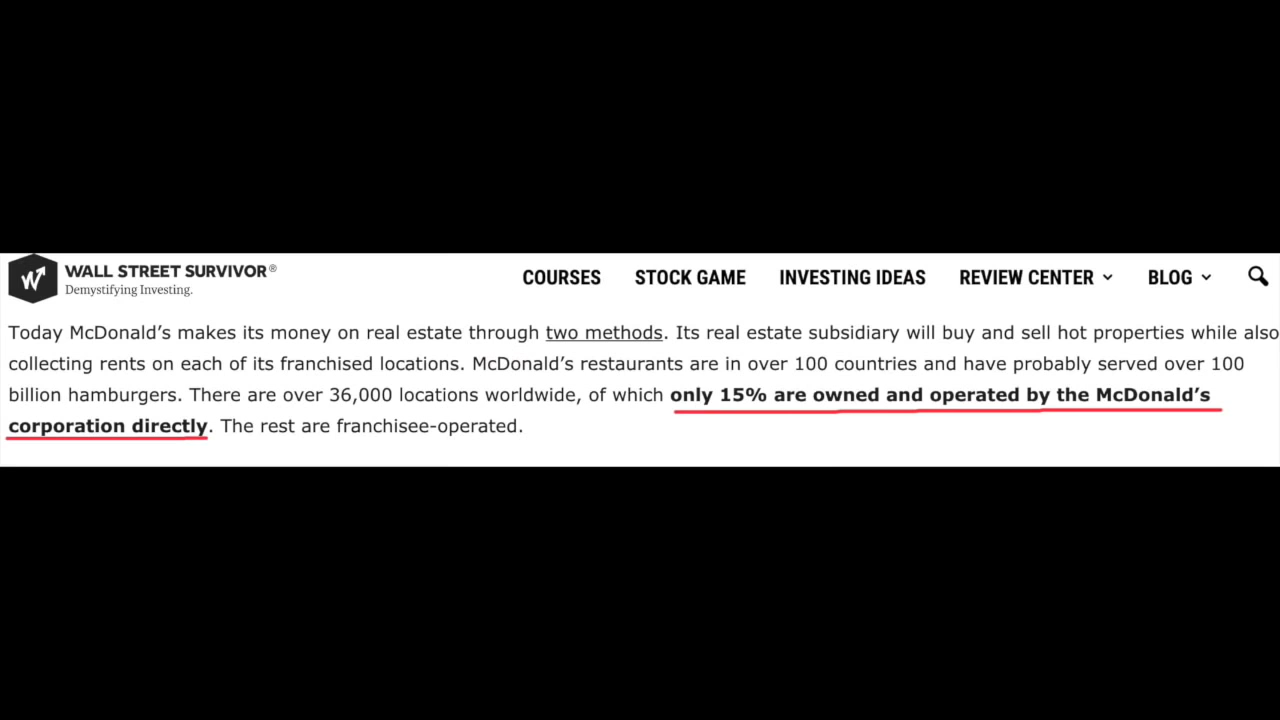 WALL STREET SURVIVOR®
Demystifying Investing.
COURSES STOCK GAME INVESTING IDEAS REVIEW CENTER BLOG
Today McDonald’s makes its money on real estate through two methods. Its real estate subsidiary will buy and sell hot properties while also
collecting rents on each of its franchised locations. McDonald’s restaurants are in over 100 countries and have probably served over 100
billion hamburgers. There are over 36,000 locations worldwide, of which only 15% are owned and operated by the McDonald’s
corporation directly. The rest are franchisee-operated.